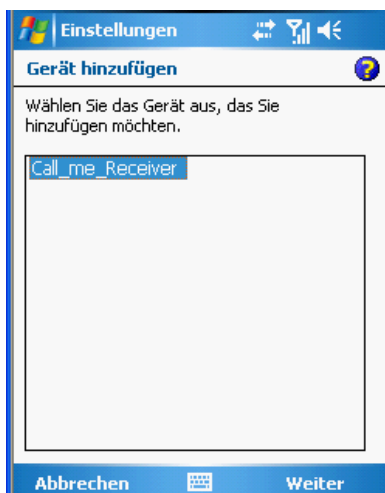 Einstellungen
Gerät hinzufügen
Wählen Sie das Gerät aus, das Sie
hinzufügen möchten.
Call_me_Receiver
Abbrechen Weiter